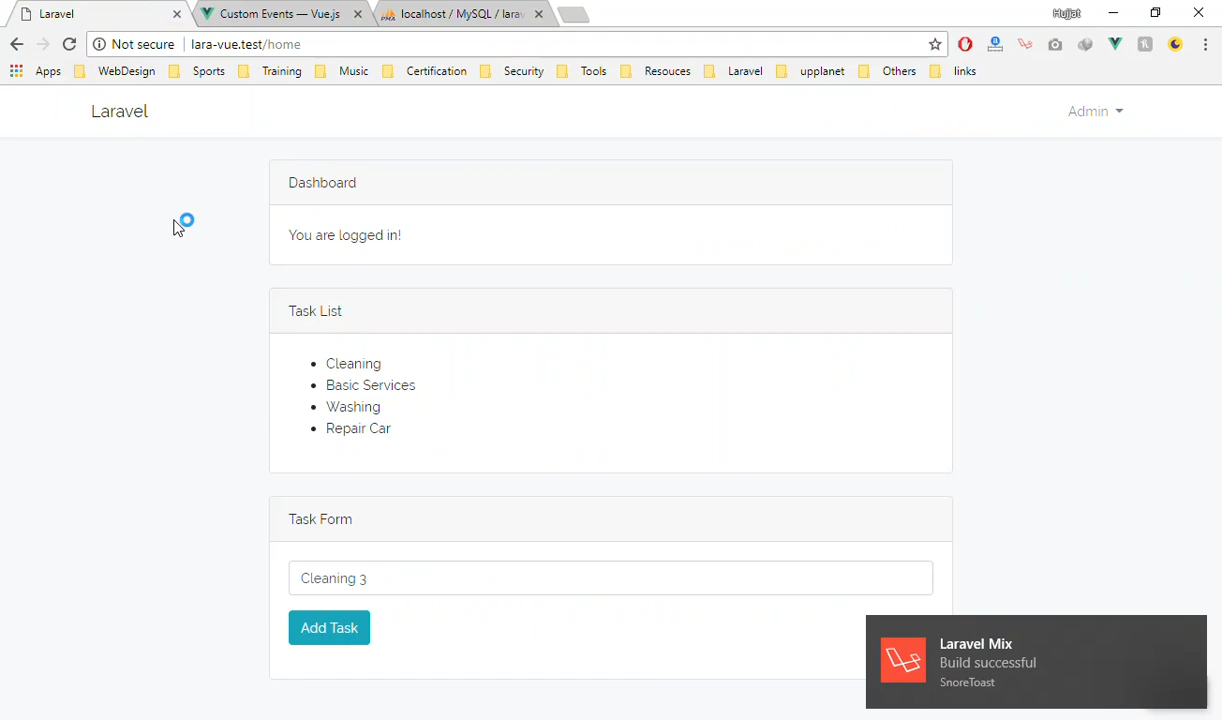 Laravel
Custom Events — Vue.js
localhost / MySQL / larav
Hujjat
Not secure
lara-vue.test/home
Apps
WebDesign
Sports
Training
Music
Certification
Security
Tools
Resouces
Laravel
upplanet
Others
links
Laravel
Admin
Dashboard
You are logged in!
Task List
Cleaning
Basic Services
Washing
Repair Car
Task Form
Cleaning 3
Add Task
Laravel Mix
Build successful
SnoreToast